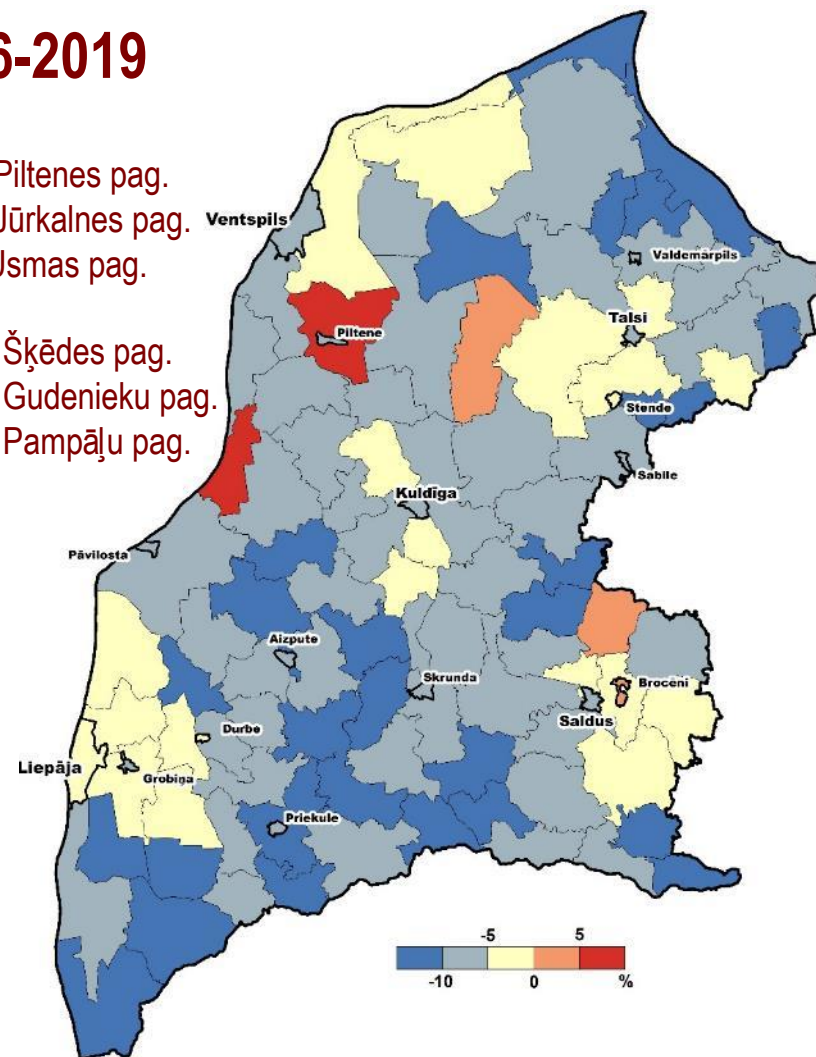 6-2019
Piltenes pag.
Jūrkalnes pag.
Usmas pag.
Šķēdes pag.
Gudenieku pag.
Pampāļu pag.
Ventspils
Valdemārpils
Talsi
Piltene
Stende
Sabile
Kuldīga
Pāvilosta
Aizpute
Skrunda
Brocēni
Saldus
Durbe
Liepāja
Grobiņa
Priekule
-5 5
-10 0 %